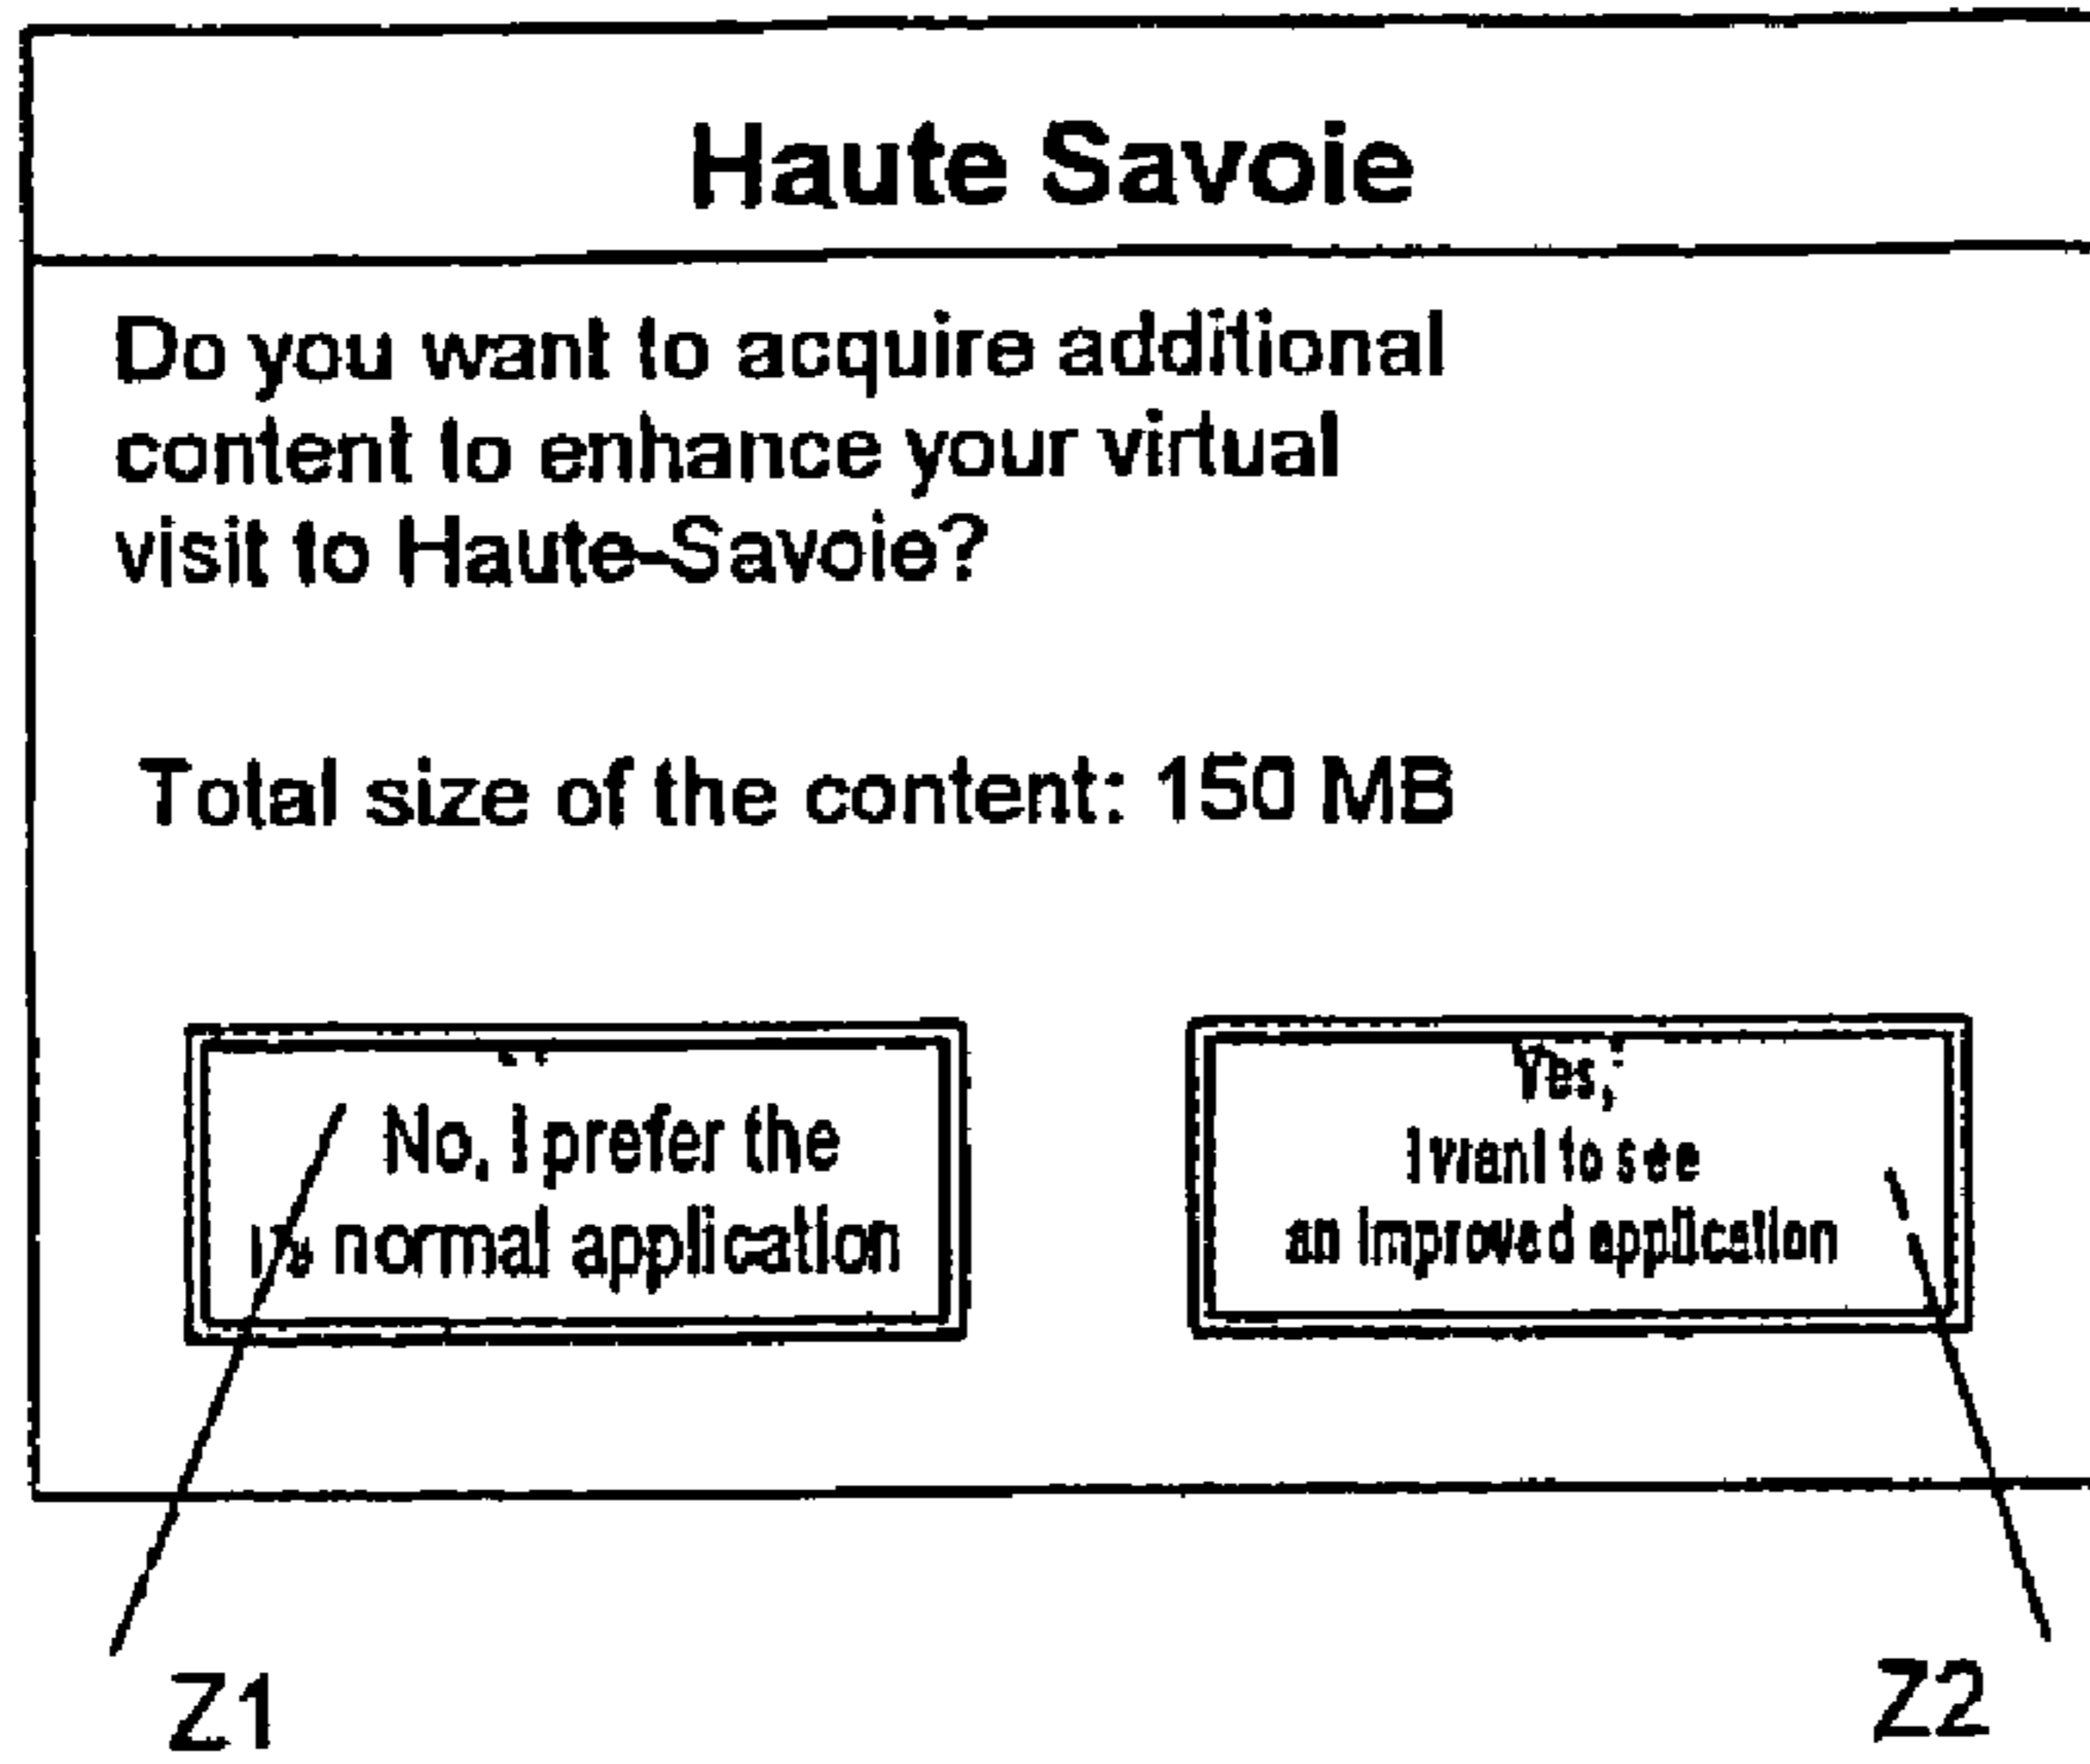 Haute Savoie
Do you want to acquire additional
content to enhance your virtual
visit to Haute-Savoie?
Total size of the content: 150 MB
No, I prefer the
normal application
Yes,
I want to see
an improved application
Z1
Z2